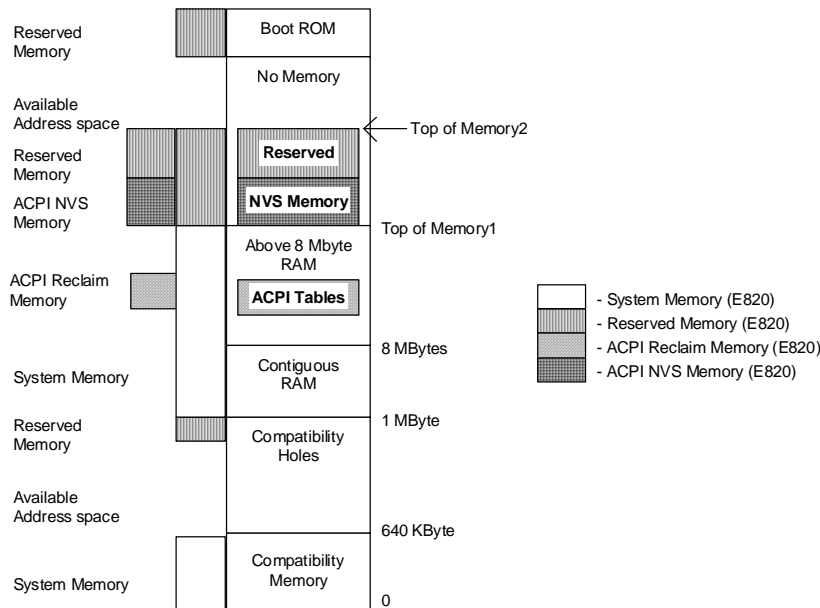 Reserved
Memory
Available
Address space
Reserved
Memory
ACPI NVS
Memory
ACPI Reclaim
Memory
System Memory
Reserved
Memory
Available
Address space
System Memory
Boot ROM
No Memory
Reserved
NVS Memory
Above 8 Mbyte
RAM
ACPI Tables
Contiguous
RAM
Compatibility
Holes
Compatibility
Memory
Top of Memory2
Top of Memory1
8 MBytes
1 MByte
640 KByte
0
- System Memory (E820)
- Reserved Memory (E820)
- ACPI Reclaim Memory (E820)
- ACPI NVS Memory (E820)